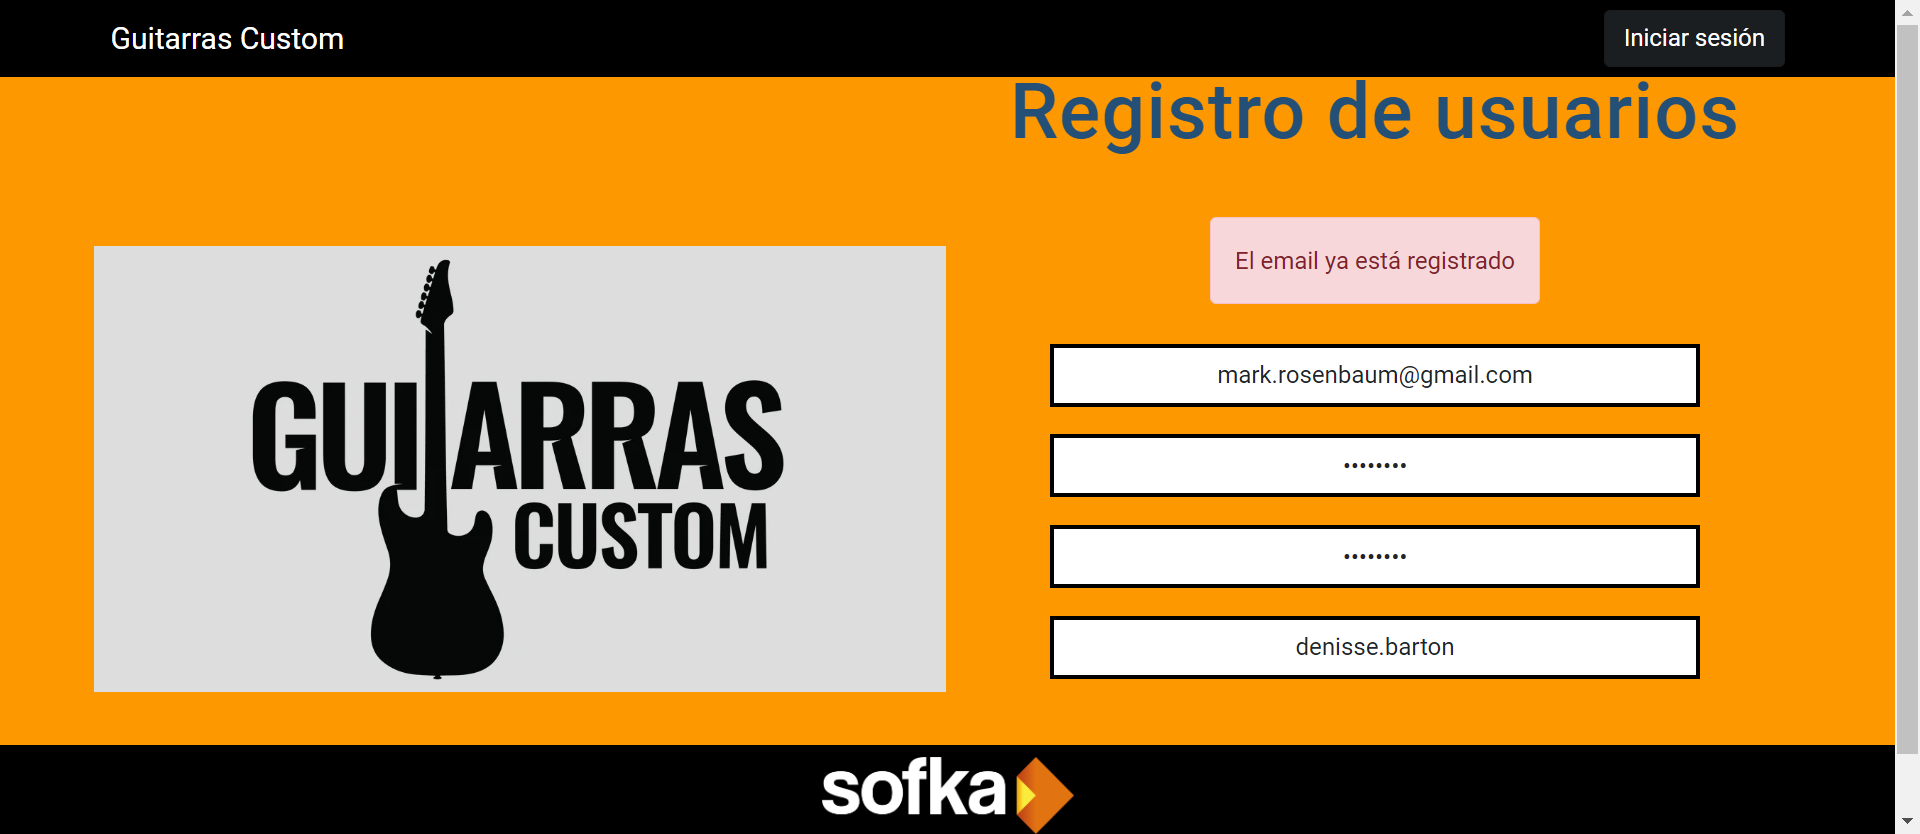 Guitarras Custom
Iniciar sesión
Registro de usuarios
GUITARRAS
CUSTOM
El email ya está registrado
mark.rosenbaum@gmail.com
••••••••
••••••••
denisse.barton
sofka